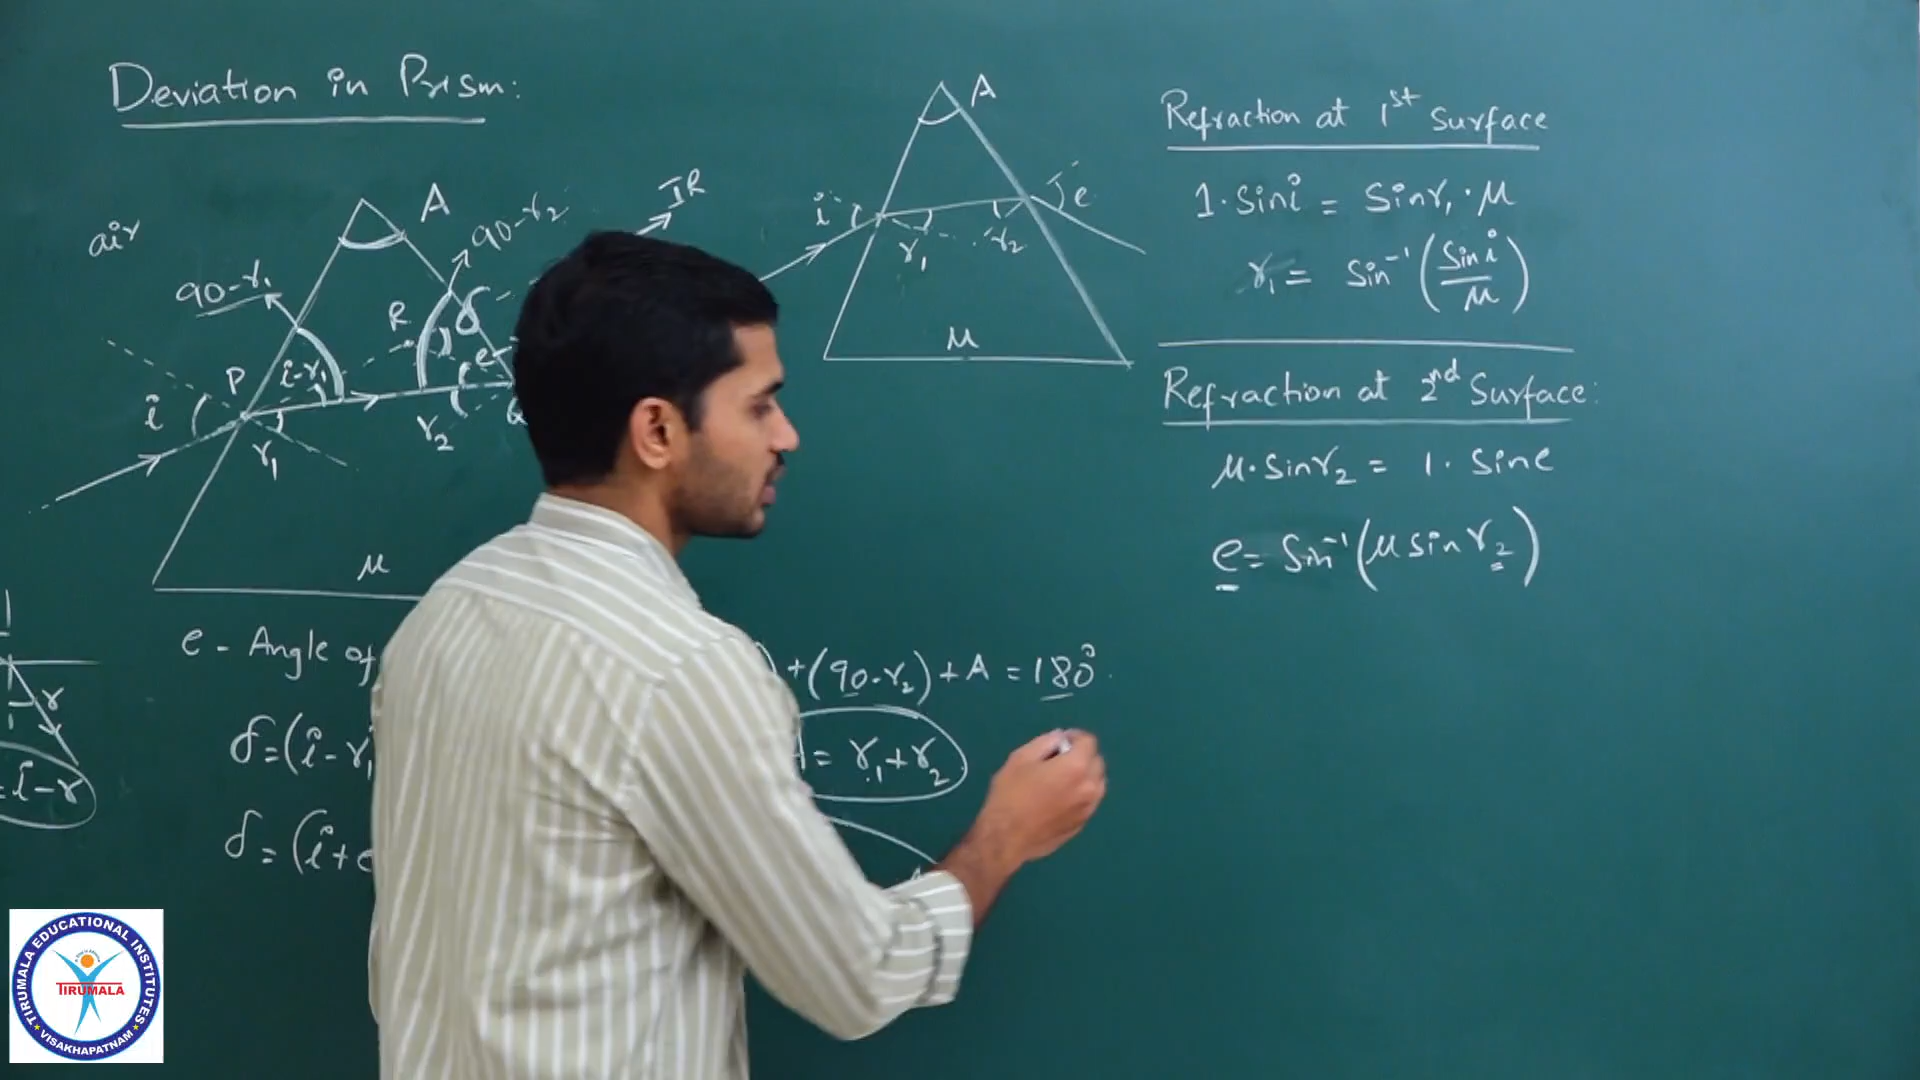 Deviation in Prism:
air
A
90-r₁
90-r₂
IR
R
δ
P
i-r₁
e
i
r₁
r₂
μ
e - Angle of
δ=(i-r₁
δ=(i+e
r
=i-r
+(90-r₂)+A=180°
A= r₁+r₂
A
i
r₁
r₂
e
μ
Refraction at 1ˢᵗ Surface
1·Sini = Sinr₁·μ
r₁= Sin⁻¹(Sini/μ)
Refraction at 2ⁿᵈ Surface:
μ·Sinr₂ = 1· Sine
e= Sin⁻¹(μ sin r₂)
TIRUMALA EDUCATIONAL INSTITUTES
TIRUMALA
★ VISAKHAPATNAM ★